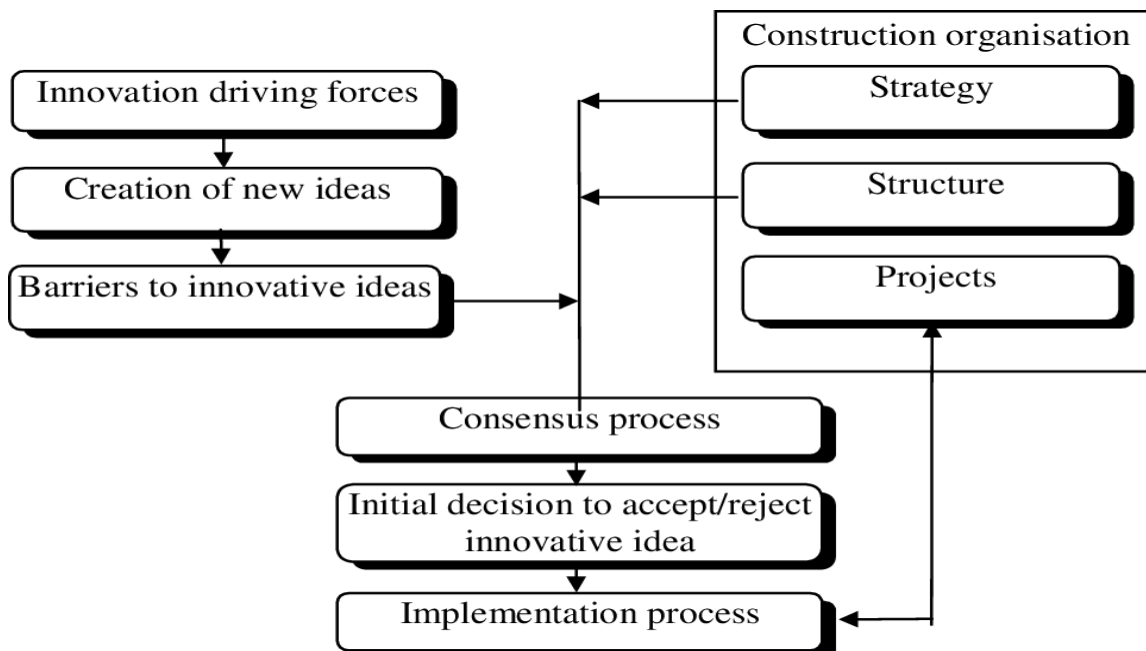 Innovation driving forces
Creation of new ideas
Barriers to innovative ideas
Construction organisation
Strategy
Structure
Projects
Consensus process
Initial decision to accept/reject
innovative idea
Implementation process